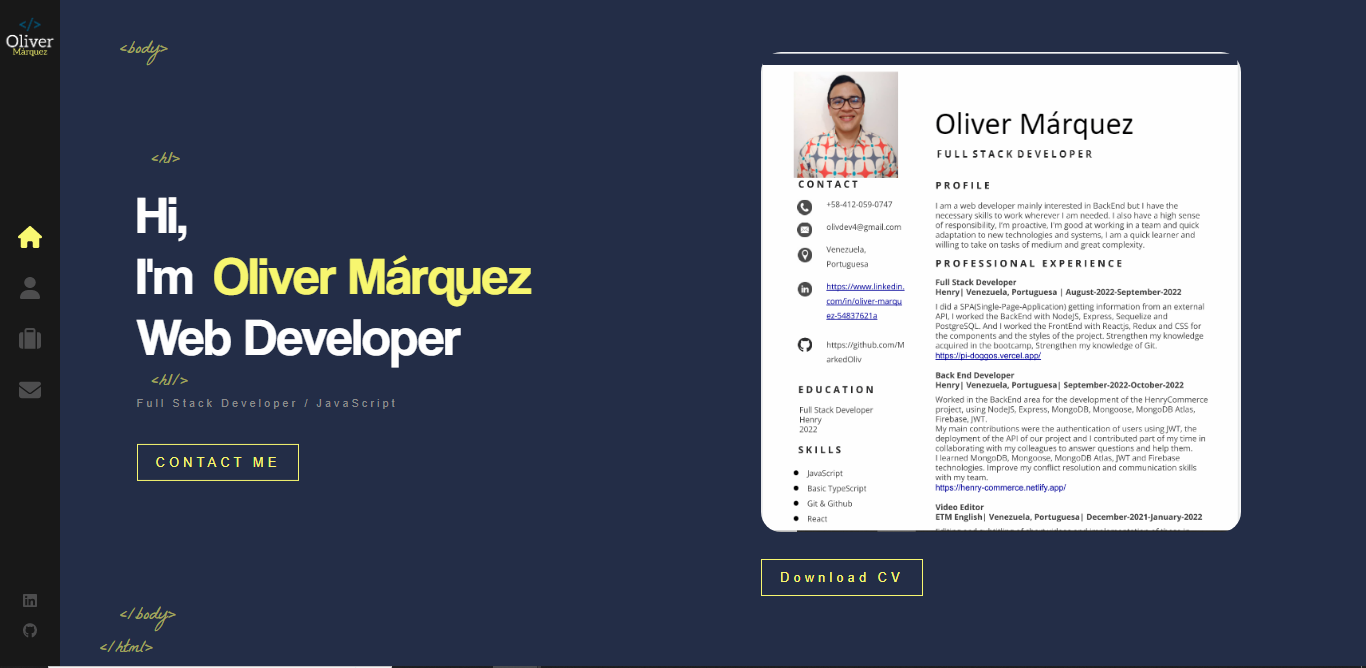 </>
Oliver
Márquez
<body>
<h1>
Hi,
I'm Oliver Márquez
Web Developer
<h1/>
Full Stack Developer / JavaScript
CONTACT ME
</body>
</html>
CONTACT
+58-412-059-0747
olivdev4@gmail.com
Venezuela,
Portuguesa
https://www.linkedin.
com/in/oliver-marqu
ez-54837621a
https://github.com/M
arkedOliv
EDUCATION
Full Stack Developer
Henry
2022
SKILLS
JavaScript
Basic TypeScript
Git & Github
React
Oliver Márquez
FULL STACK DEVELOPER
PROFILE
I am a web developer mainly interested in BackEnd but I have the
necessary skills to work wherever I am needed. I also have a high sense
of responsibility, I'm proactive, I'm good at working in a team and quick
adaptation to new technologies and systems, I am a quick learner and
willing to take on tasks of medium and great complexity.
PROFESSIONAL EXPERIENCE
Full Stack Developer
Henry| Venezuela, Portuguesa | August-2022-September-2022
I did a SPA(Single-Page-Application) getting information from an external
API, I worked the BackEnd with NodeJS, Express, Sequelize and
PostgreSQL. And I worked the FrontEnd with Reactjs, Redux and CSS for
the components and the styles of the project. Strengthen my knowledge
acquired in the bootcamp, Strengthen my knowledge of Git.
https://pi-doggos.vercel.app/
Back End Developer
Henry| Venezuela, Portuguesa| September-2022-October-2022
Worked in the BackEnd area for the development of the HenryCommerce
project, using NodeJS, Express, MongoDB, Mongoose, MongoDB Atlas,
Firebase, JWT.
My main contributions were the authentication of users using JWT, the
deployment of the API of our project and I contributed part of my time in
collaborating with my colleagues to answer questions and help them.
I learned MongoDB, Mongoose, MongoDB Atlas, JWT and Firebase
technologies. Improve my conflict resolution and communication skills
with my team.
https://henry-commerce.netlify.app/
Video Editor
ETM English| Venezuela, Portuguesa| December-2021-January-2022
Download CV